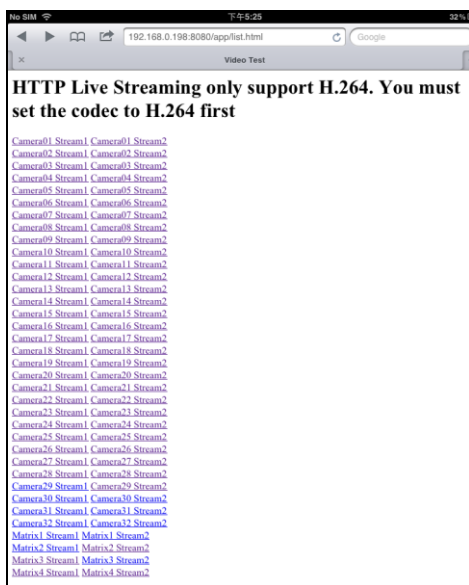 No SIM 下午5:25 32%
192.168.0.198:8080/app/list.html Google
Video Test
HTTP Live Streaming only support H.264. You must
set the codec to H.264 first
Camera01 Stream1 Camera01 Stream2
Camera02 Stream1 Camera02 Stream2
Camera03 Stream1 Camera03 Stream2
Camera04 Stream1 Camera04 Stream2
Camera05 Stream1 Camera05 Stream2
Camera06 Stream1 Camera06 Stream2
Camera07 Stream1 Camera07 Stream2
Camera08 Stream1 Camera08 Stream2
Camera09 Stream1 Camera09 Stream2
Camera10 Stream1 Camera10 Stream2
Camera11 Stream1 Camera11 Stream2
Camera12 Stream1 Camera12 Stream2
Camera13 Stream1 Camera13 Stream2
Camera14 Stream1 Camera14 Stream2
Camera15 Stream1 Camera15 Stream2
Camera16 Stream1 Camera16 Stream2
Camera17 Stream1 Camera17 Stream2
Camera18 Stream1 Camera18 Stream2
Camera19 Stream1 Camera19 Stream2
Camera20 Stream1 Camera20 Stream2
Camera21 Stream1 Camera21 Stream2
Camera22 Stream1 Camera22 Stream2
Camera23 Stream1 Camera23 Stream2
Camera24 Stream1 Camera24 Stream2
Camera25 Stream1 Camera25 Stream2
Camera26 Stream1 Camera26 Stream2
Camera27 Stream1 Camera27 Stream2
Camera28 Stream1 Camera28 Stream2
Camera29 Stream1 Camera29 Stream2
Camera30 Stream1 Camera30 Stream2
Camera31 Stream1 Camera31 Stream2
Camera32 Stream1 Camera32 Stream2
Matrix1 Stream1 Matrix1 Stream2
Matrix2 Stream1 Matrix2 Stream2
Matrix3 Stream1 Matrix3 Stream2
Matrix4 Stream1 Matrix4 Stream2